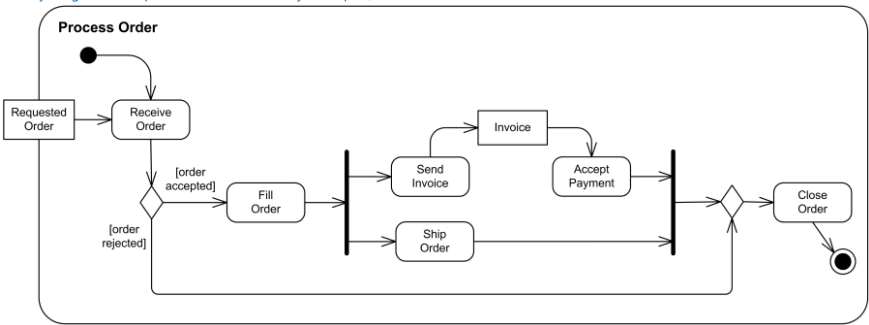 Process Order
Requested
Order
Receive
Order
[order
accepted]
[order
rejected]
Fill
Order
Send
Invoice
Invoice
Accept
Payment
Ship
Order
Close
Order